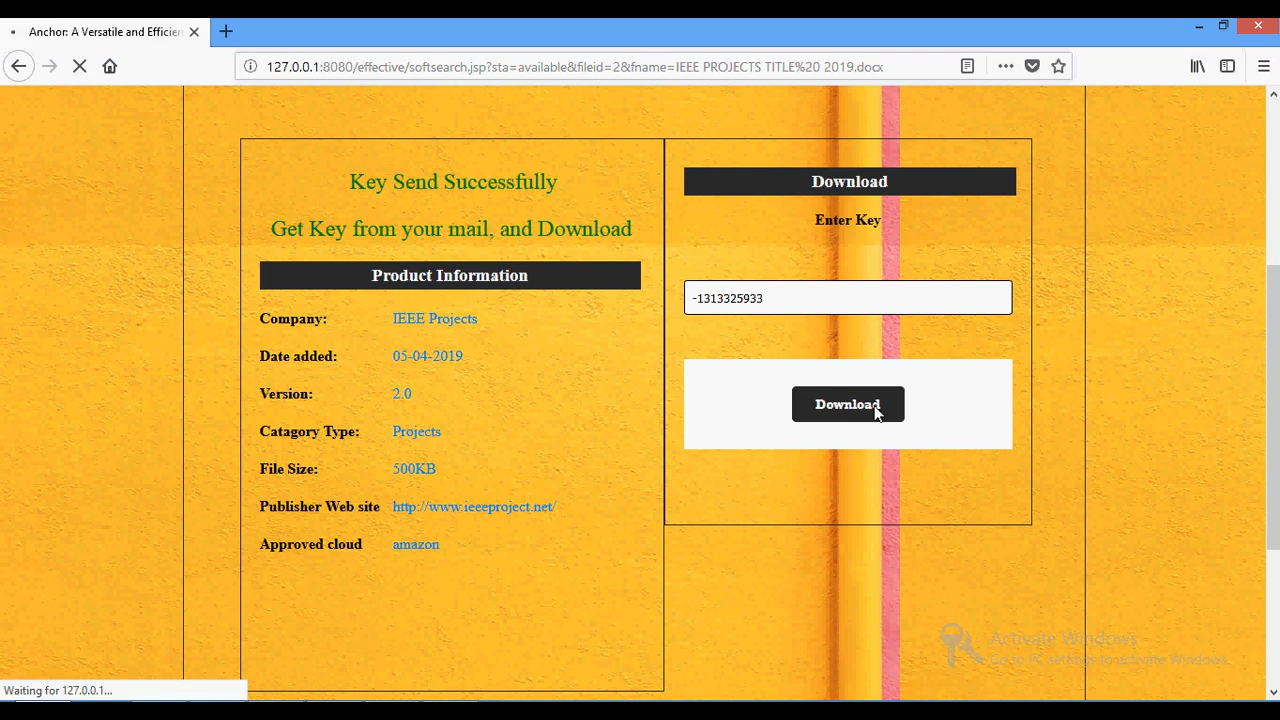 Anchor: A Versatile and Efficien
127.0.0.1:8080/effective/softsearch.jsp?sta=available&fileid=2&fname=IEEE PROJECTS TITLE%20 2019.docx
Key Send Successfully
Get Key from your mail, and Download
Product Information
Company: IEEE Projects
Date added: 05-04-2019
Version: 2.0
Catagory Type: Projects
File Size: 500KB
Publisher Web site http://www.ieeeproject.net/
Approved cloud amazon
Download
Enter Key
-1313325933
Download
Activate Windows
Go to PC settings to activate Windows.
Waiting for 127.0.0.1...